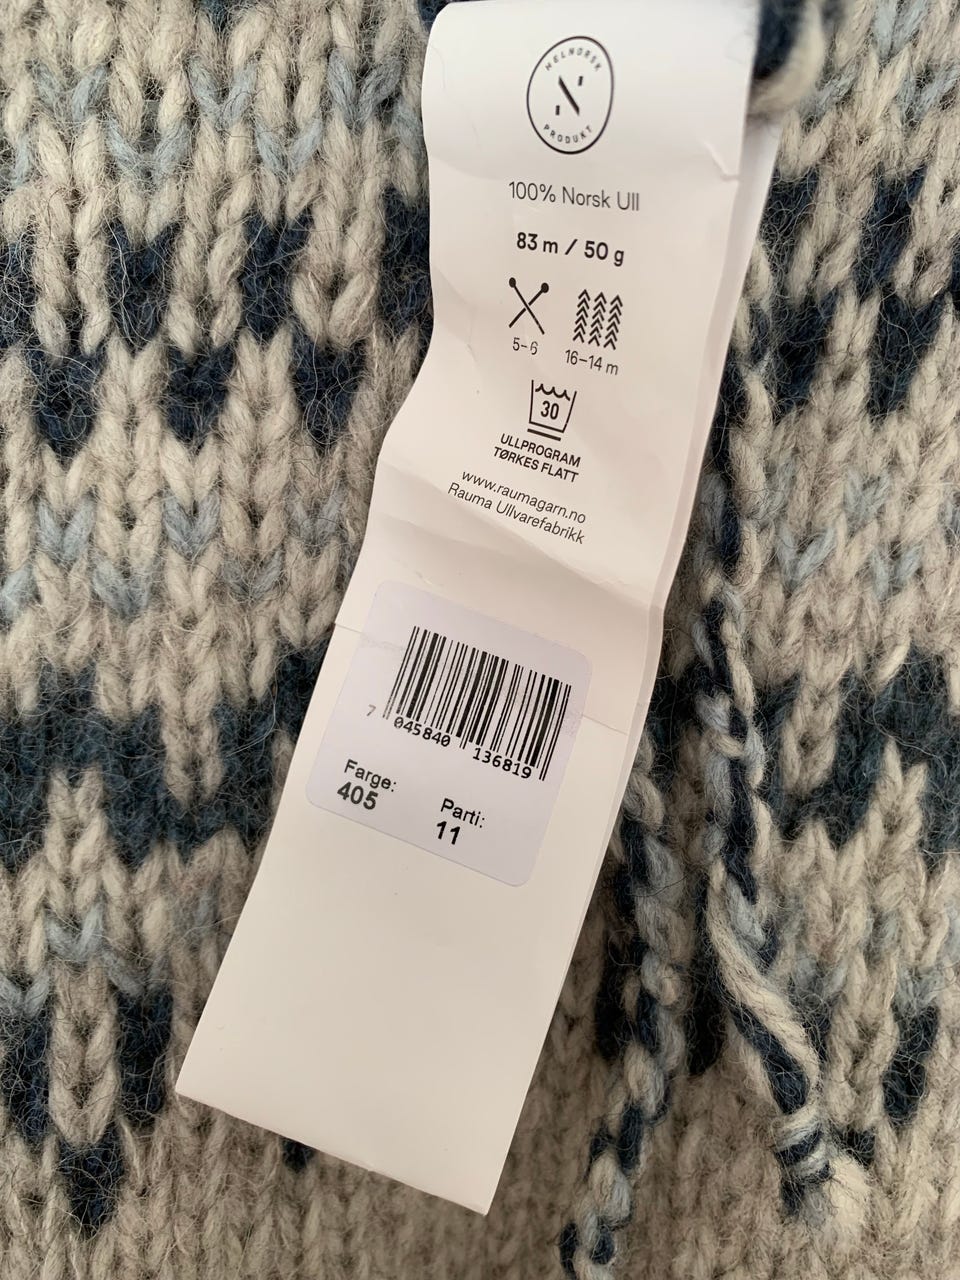 HELNORSK
N
PRODUKT
100% Norsk Ull
83 m / 50 g
5-6
16-14 m
30
ULLPROGRAM
TØRKES FLATT
www.raumagarn.no
Rauma Ullvarefabrikk
7 045840 136819
Farge: Parti:
405 11